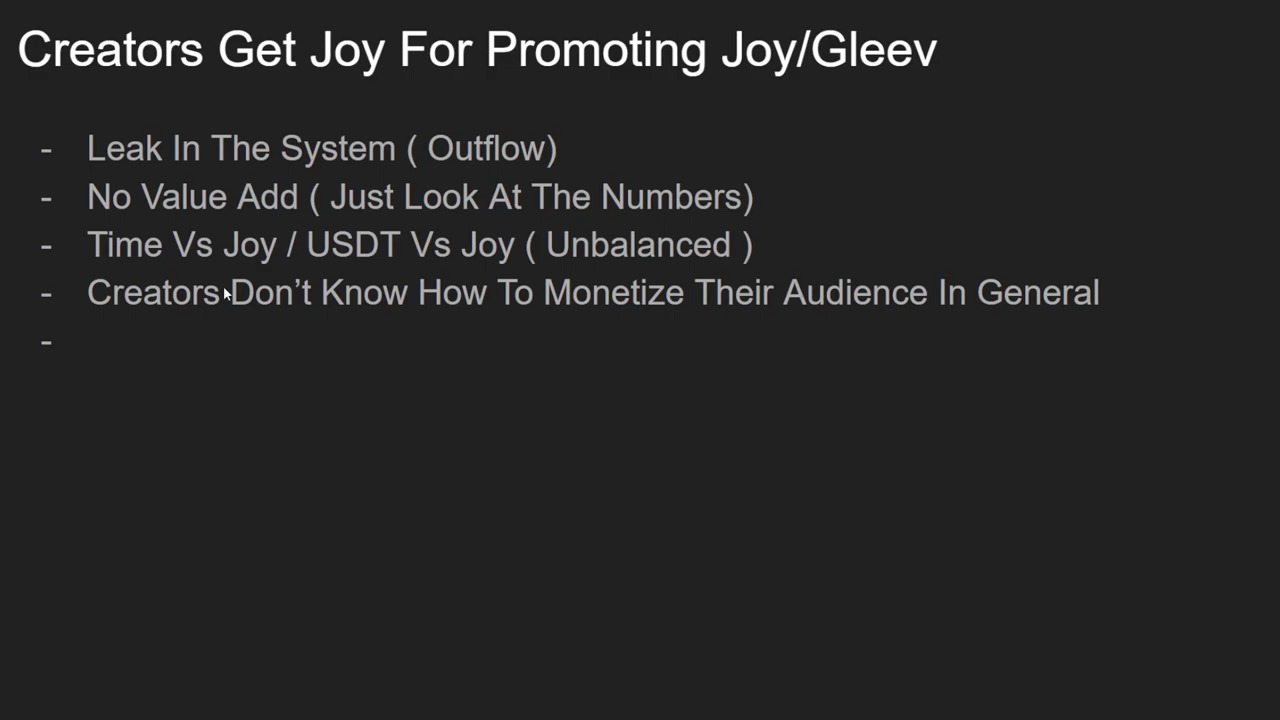 Creators Get Joy For Promoting Joy/Gleev
- Leak In The System ( Outflow)
- No Value Add ( Just Look At The Numbers)
- Time Vs Joy / USDT Vs Joy ( Unbalanced )
- Creators Don’t Know How To Monetize Their Audience In General
-